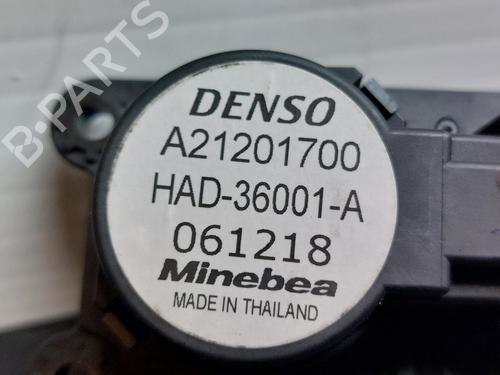 B-PARTS
DENSO
A21201700
HAD-36001-A
061218
Minebea
MADE IN THAILAND